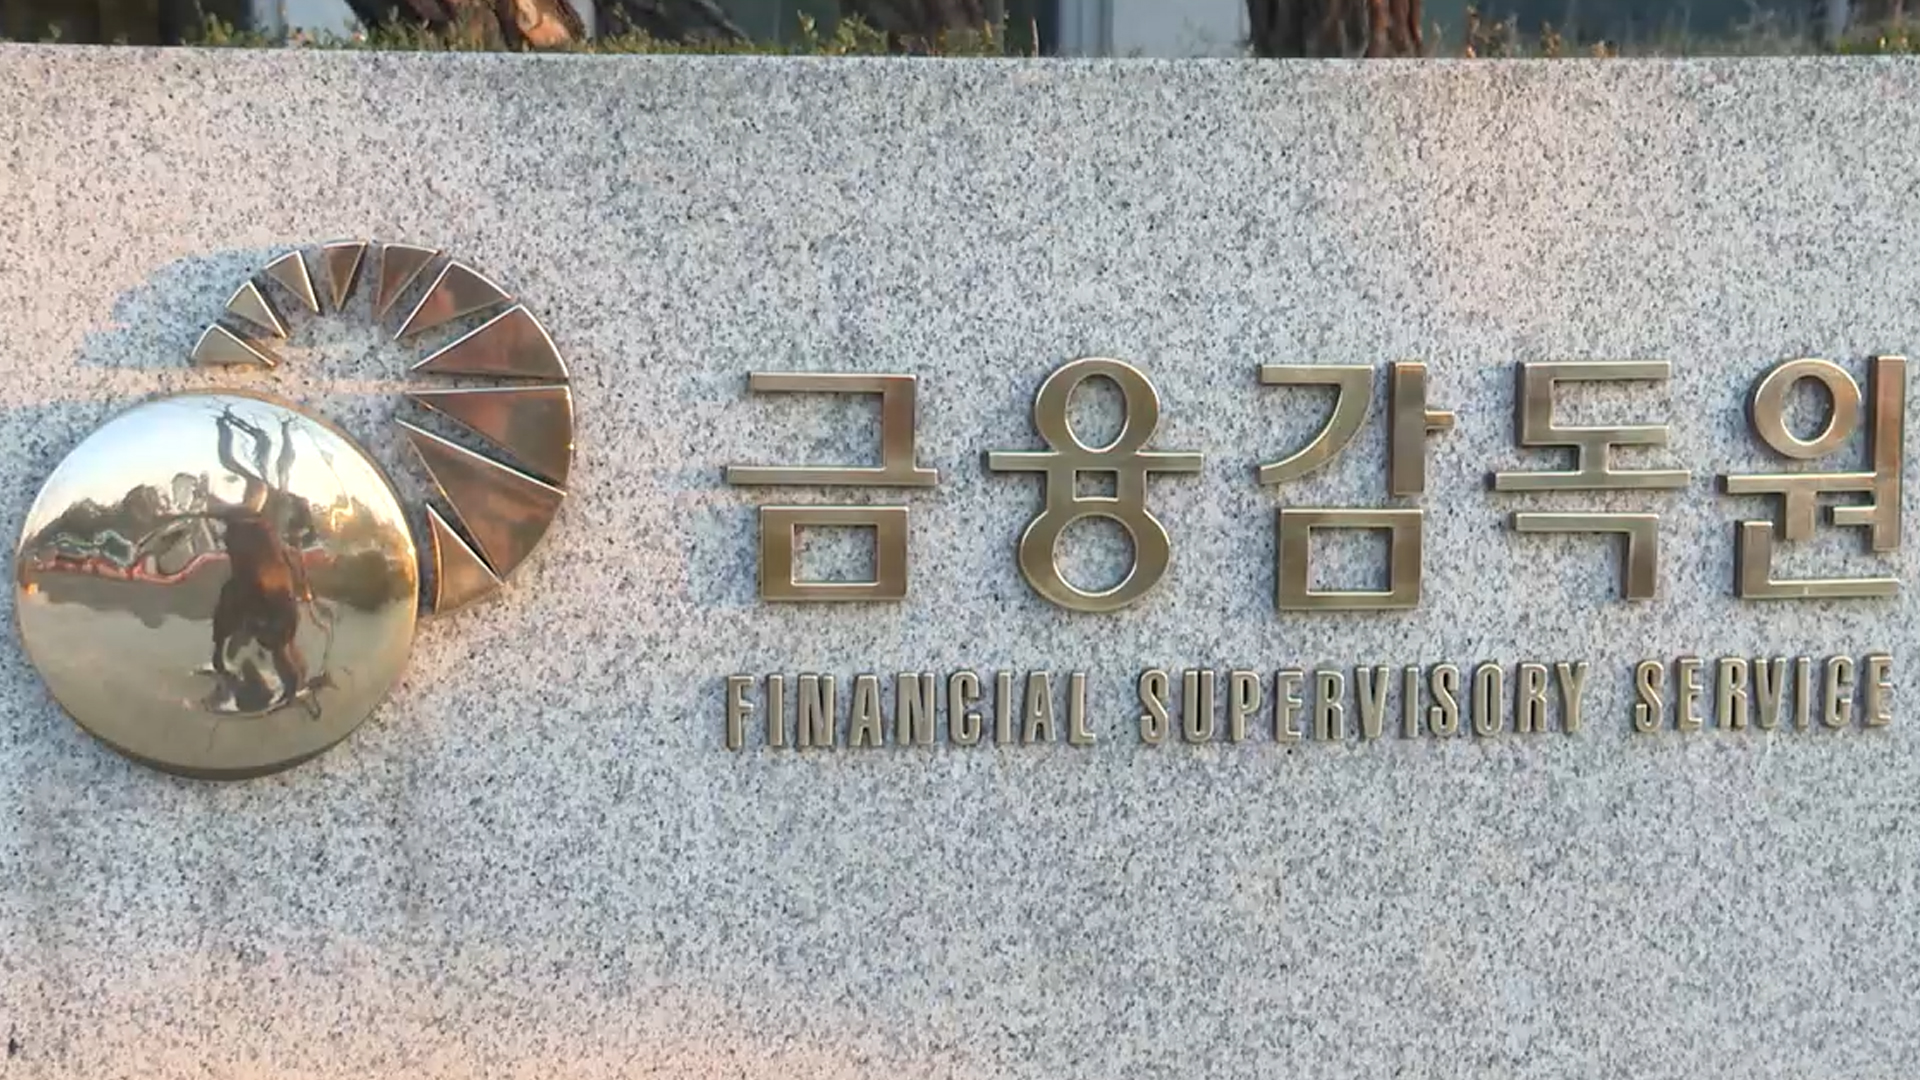 금융감독원
FINANCIAL SUPERVISORY SERVICE